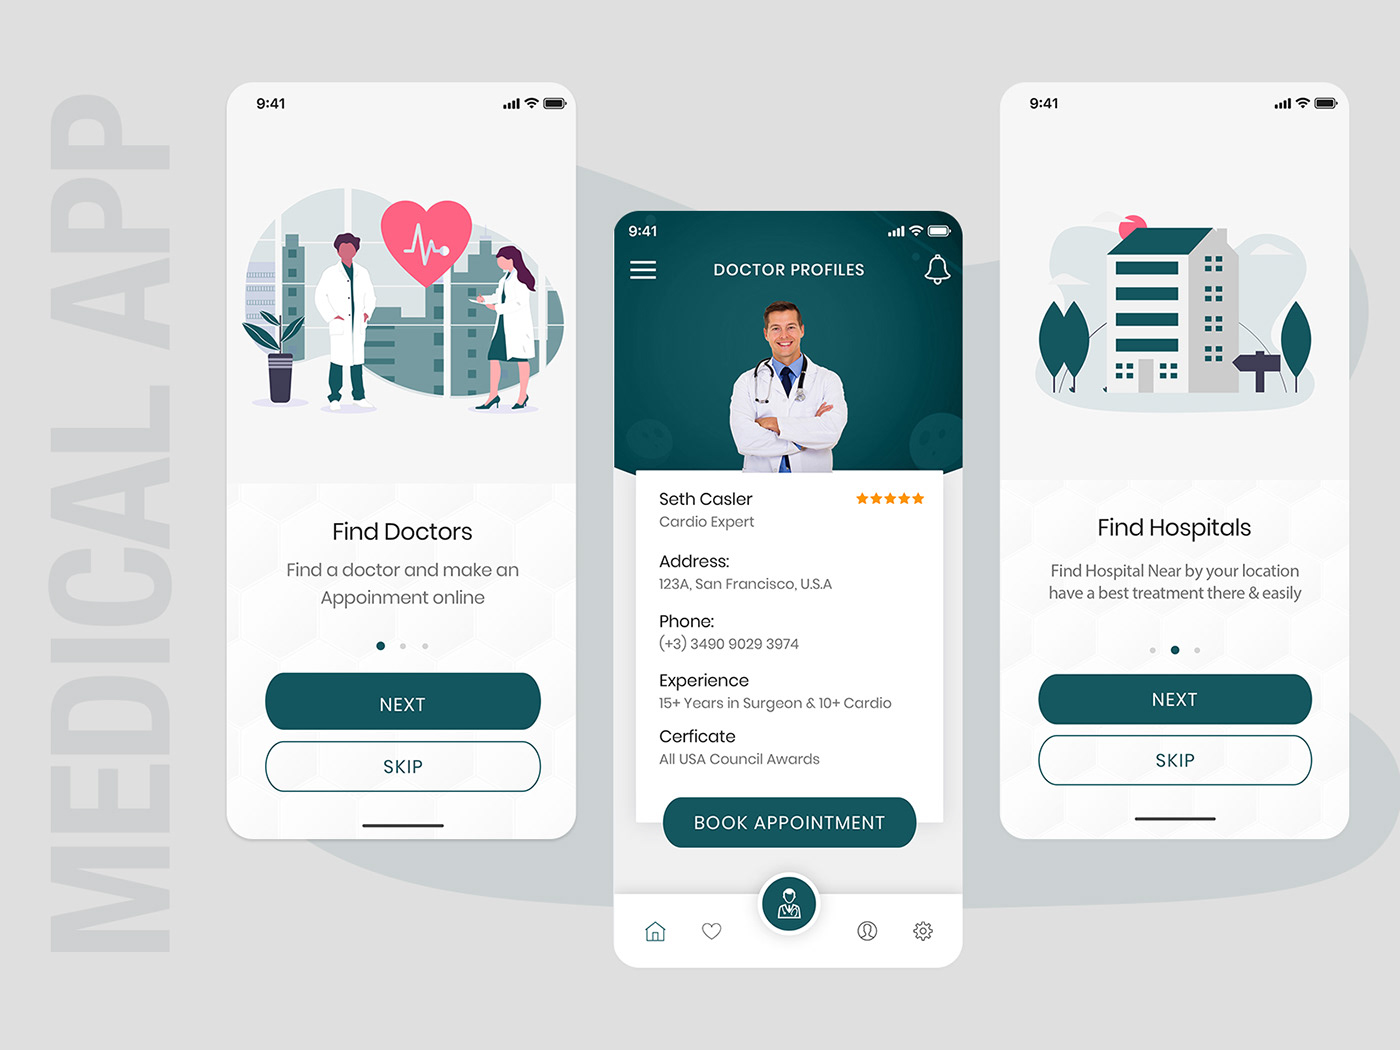 MEDICAL APP
9:41
Find Doctors
Find a doctor and make an
Appoinment online
NEXT
SKIP
9:41
DOCTOR PROFILES
Seth Casler
Cardio Expert
Address:
123A, San Francisco, U.S.A
Phone:
(+3) 3490 9029 3974
Experience
15+ Years in Surgeon & 10+ Cardio
Cerficate
All USA Council Awards
BOOK APPOINTMENT
9:41
Find Hospitals
Find Hospital Near by your location
have a best treatment there & easily
NEXT
SKIP